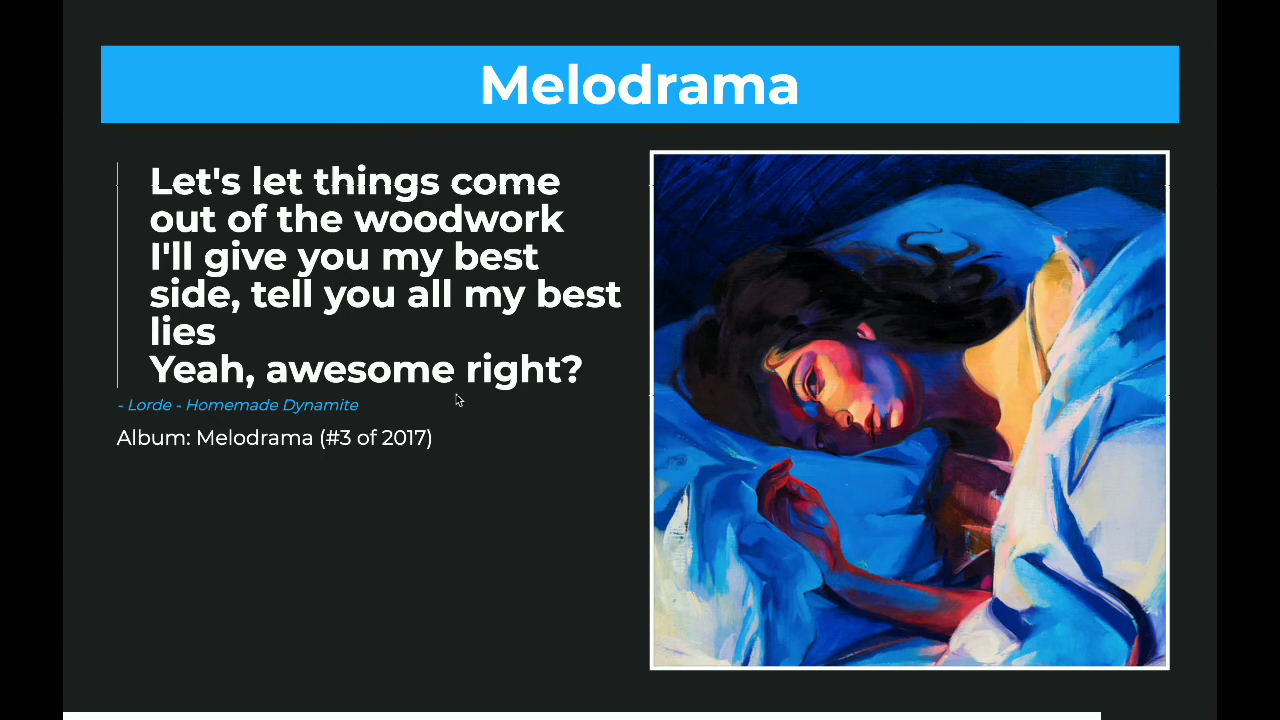 Melodrama
Let's let things come
out of the woodwork
I'll give you my best
side, tell you all my best
lies
Yeah, awesome right?
- Lorde - Homemade Dynamite
Album: Melodrama (#3 of 2017)